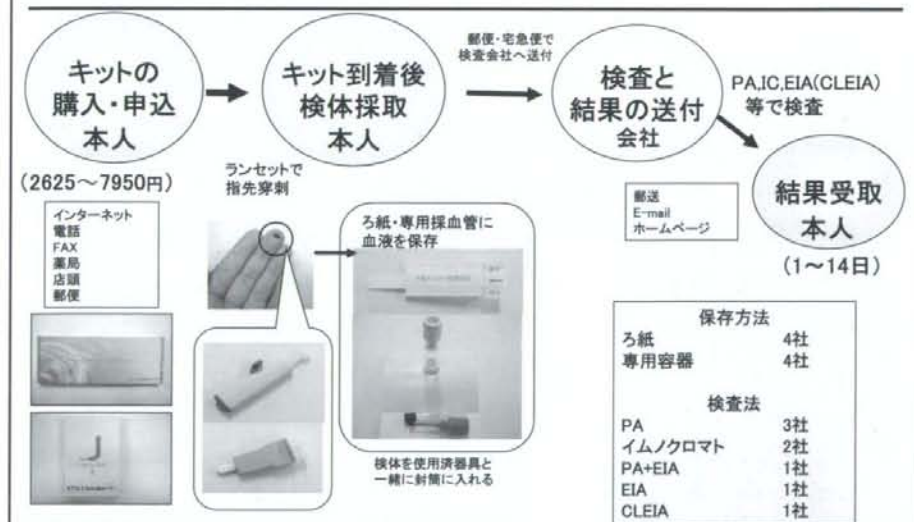 キットの
購入・申込
本人
キット到着後
検体採取
本人
郵便・宅急便で
検査会社へ送付
検査と
結果の送付
会社
PA,IC,EIA(CLEIA)
等で検査
結果受取
本人
(1～14日)
(2625～7950円)
インターネット
電話
FAX
薬局
店頭
郵便
ランセットで
指先穿刺
ろ紙・専用採血管に
血液を保存
検体を使用済器具と
一緒に封筒に入れる
郵送
E-mail
ホームページ
保存方法
ろ紙 4社
専用容器 4社
検査法
PA 3社
イムノクロマト 2社
PA+EIA 1社
EIA 1社
CLEIA 1社